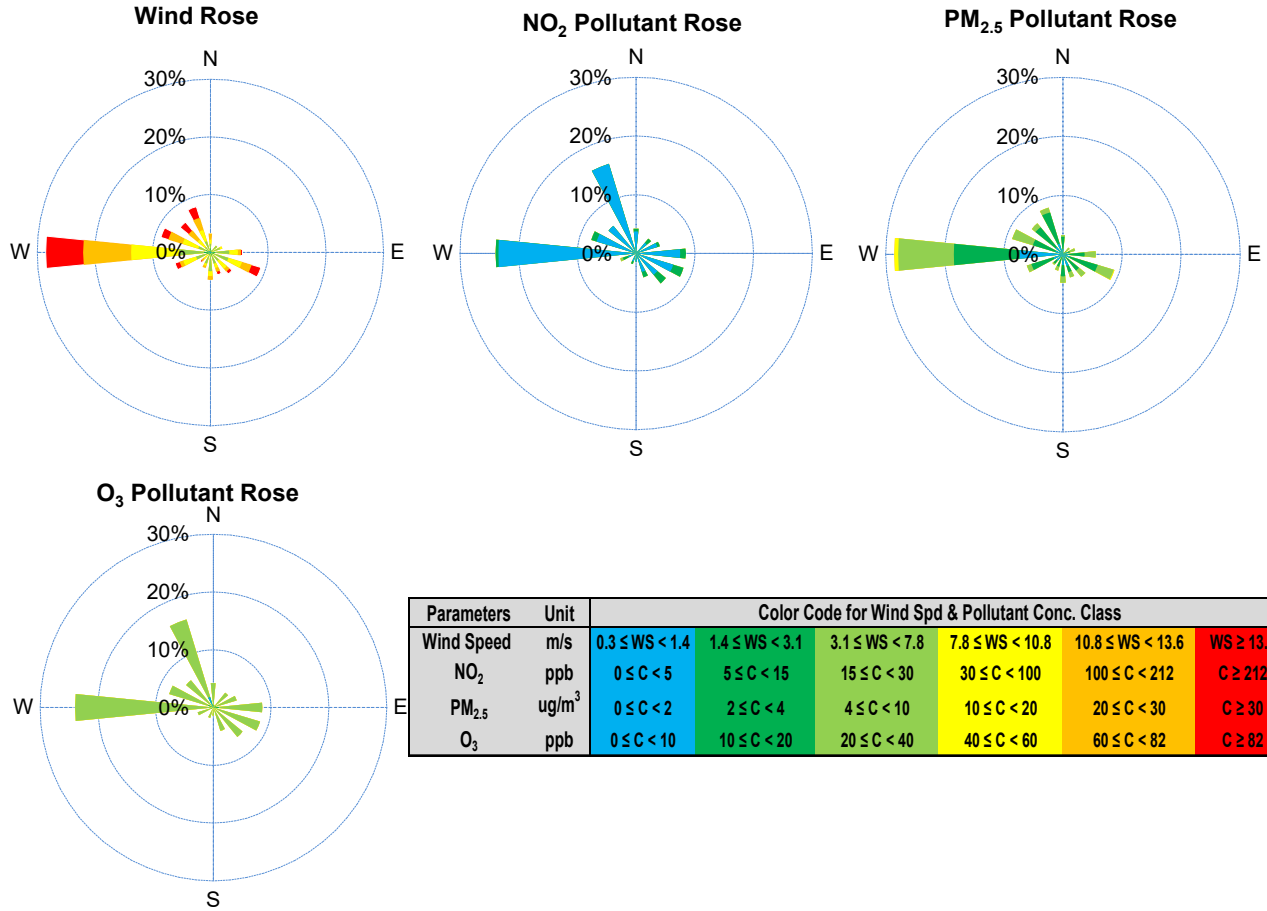 Wind Rose
N
30%
20%
10%
0%
W
E
S
NO2 Pollutant Rose
N
30%
20%
10%
0%
W
E
S
PM2.5 Pollutant Rose
N
30%
20%
10%
0%
W
E
S
O3 Pollutant Rose
N
30%
20%
10%
0%
W
E
S
Parameters Unit Color Code for Wind Spd & Pollutant Conc. Class
Wind Speed m/s 0.3 ≤ WS < 1.4 1.4 ≤ WS < 3.1 3.1 ≤ WS < 7.8 7.8 ≤ WS < 10.8 10.8 ≤ WS < 13.6 WS ≥ 13.
NO2 ppb 0 ≤ C < 5 5 ≤ C < 15 15 ≤ C < 30 30 ≤ C < 100 100 ≤ C < 212 C ≥ 212
PM2.5 ug/m3 0 ≤ C < 2 2 ≤ C < 4 4 ≤ C < 10 10 ≤ C < 20 20 ≤ C < 30 C ≥ 30
O3 ppb 0 ≤ C < 10 10 ≤ C < 20 20 ≤ C < 40 40 ≤ C < 60 60 ≤ C < 82 C ≥ 82